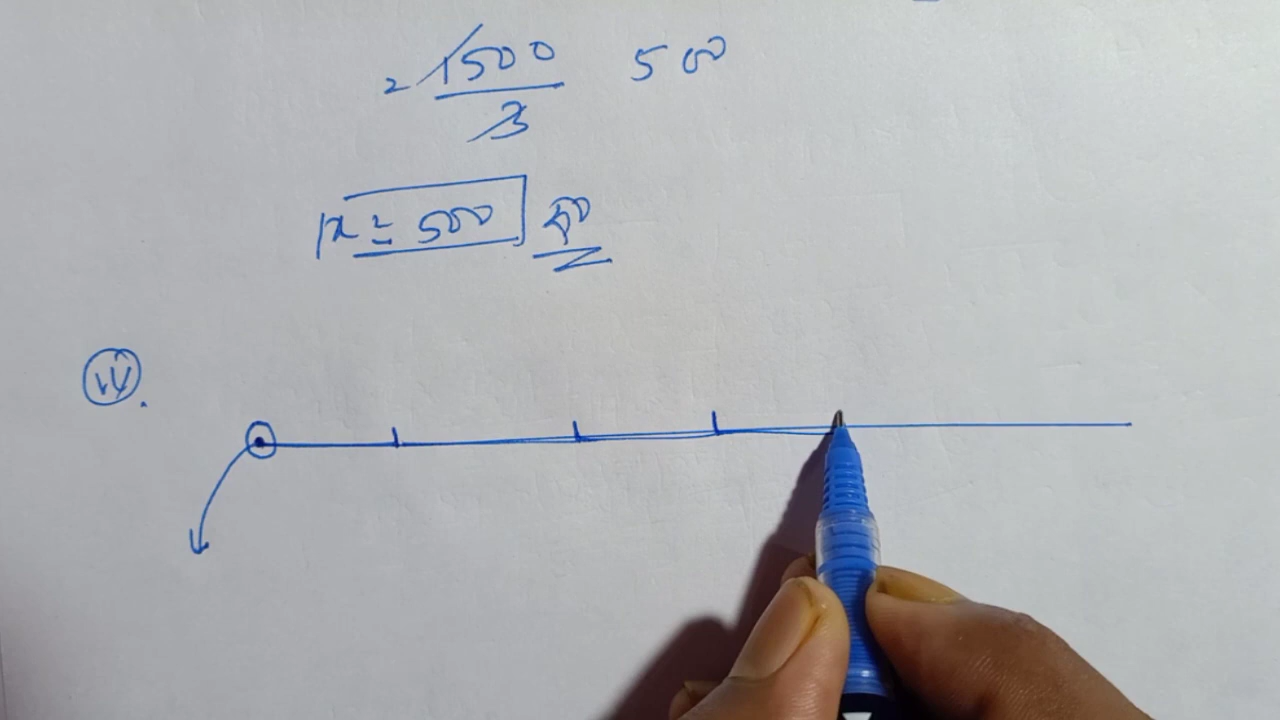 = 1500 500
3
x = 500
iv.